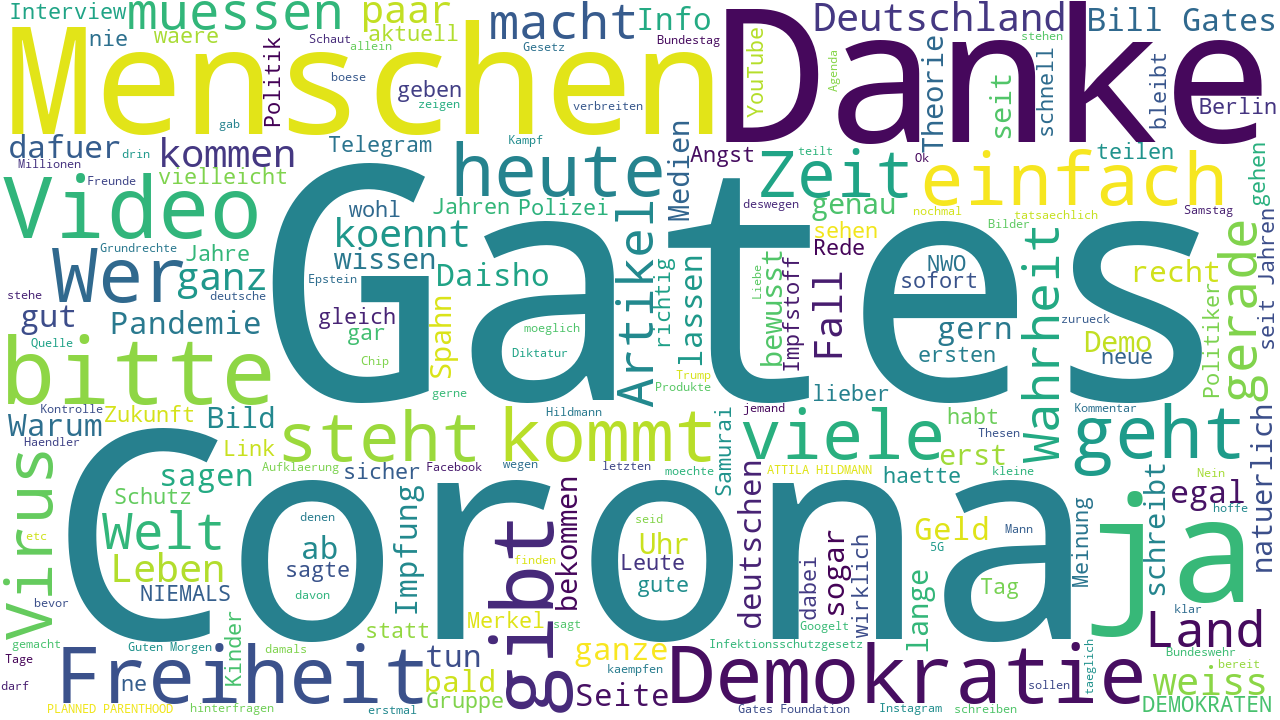 Interview
muessen
paar
macht
Info
Deutschland
Bill Gates
nie
waere
aktuell
Menschen
Danke
Schaut
allein
Gesetz
Bundestag
stehen
Politik
boese
geben
zeigen
verbreiten
gab
YouTube
Agenda
Theorie
seit
schnell
bleibt
Berlin
dafuer
drin
kommen
Telegram
Kampf
heute
Medien
Angst
Zeit
teilt
Ok
einfach
teilen
gehen
Millionen
Freunde
vielleicht
Video
Gates
wohl
Jahren
Polizei
Artikel
deswegen
genau
nochmal
tatsaechlich
Samstag
Bilder
sehen
koennt
wissen
Grundrechte
Jahre
Wer
ganz
Epstein
Daisho
richtig
lassen
bewusst
Liebe
Impfstoff
Rede
Fall
NWO
sofort
Wahrheit
recht
Politiker
gerade
seit Jahren
stehe
deutsche
gut
Pandemie
gleich
gar
moeglich
Diktatur
Chip
Spahn
gern
ersten
zurueck
Demo
neue
Quelle
bitte
Trump
Produkte
gerne
lieber
Kontrolle
Zukunft
Bild
Warum
Haendler
Link
steht
kommt
Hildmann
jemand
viele
habt
Thesen
Kommentar
geht
erst
natuerlich
Virus
sagen
Aufklaerung
sicher
Facebook
wegen
letzten
moechte
Samurai
ATTILA HILDMANN
haette
kleine
Nein
Schutz
Welt
Corona
denen
ab
sagte
davon
Impfung
bekommen
gibt
finden
seid
Uhr
Leute
gute
deutschen
dabei
sogar
wirklich
Geld
5G
Mann
Tag
Meinung
schreibt
egal
hoffe
ja
etc
Leben
NIEMALS
bevor
statt
Merkel
sagt
Googelt
lange
klar
Land
gemacht
Guten Morgen
damals
Kinder
ganze
Infektionsschutzgesetz
Bundeswehr
Tage
Freiheit
tun
kaempfen
Demokratie
taeglich
bereit
darf
ne
bald
Seite
sollen
weiss
Gruppe
PLANNED PARENTHOOD
hinterfragen
erstmal
Gates Foundation
Instagram
schreiben
DEMOKRATEN